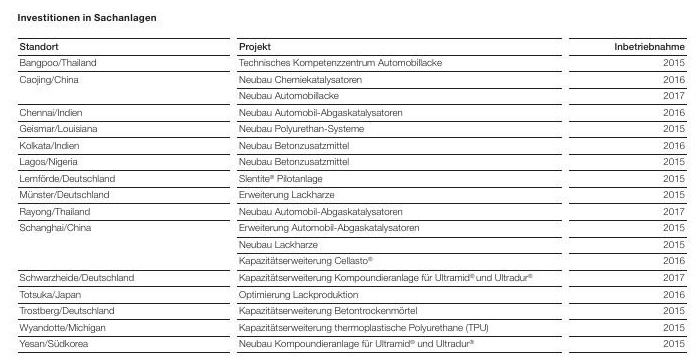 Investitionen in Sachanlagen
Standort Projekt Inbetriebnahme
Bangpoo/Thailand Technisches Kompetenzzentrum Automobillacke 2015
Caojing/China Neubau Chemiekatalysatoren 2016
Neubau Automobillacke 2017
Chennai/Indien Neubau Automobil-Abgaskatalysatoren 2016
Geismar/Louisiana Neubau Polyurethan-Systeme 2015
Kolkata/Indien Neubau Betonzusatzmittel 2016
Lagos/Nigeria Neubau Betonzusatzmittel 2015
Lemförde/Deutschland Slentite® Pilotanlage 2015
Münster/Deutschland Erweiterung Lackharze 2015
Rayong/Thailand Neubau Automobil-Abgaskatalysatoren 2017
Schanghai/China Erweiterung Automobil-Abgaskatalysatoren 2015
Neubau Lackharze 2015
Kapazitätserweiterung Cellasto® 2016
Schwarzheide/Deutschland Kapazitätserweiterung Kompoundieranlage für Ultramid® und Ultradur® 2017
Totsuka/Japan Optimierung Lackproduktion 2016
Trostberg/Deutschland Kapazitätserweiterung Betontrockenmörtel 2015
Wyandotte/Michigan Kapazitätserweiterung thermoplastische Polyurethane (TPU) 2015
Yesan/Südkorea Neubau Kompoundieranlage für Ultramid® und Ultradur® 2015